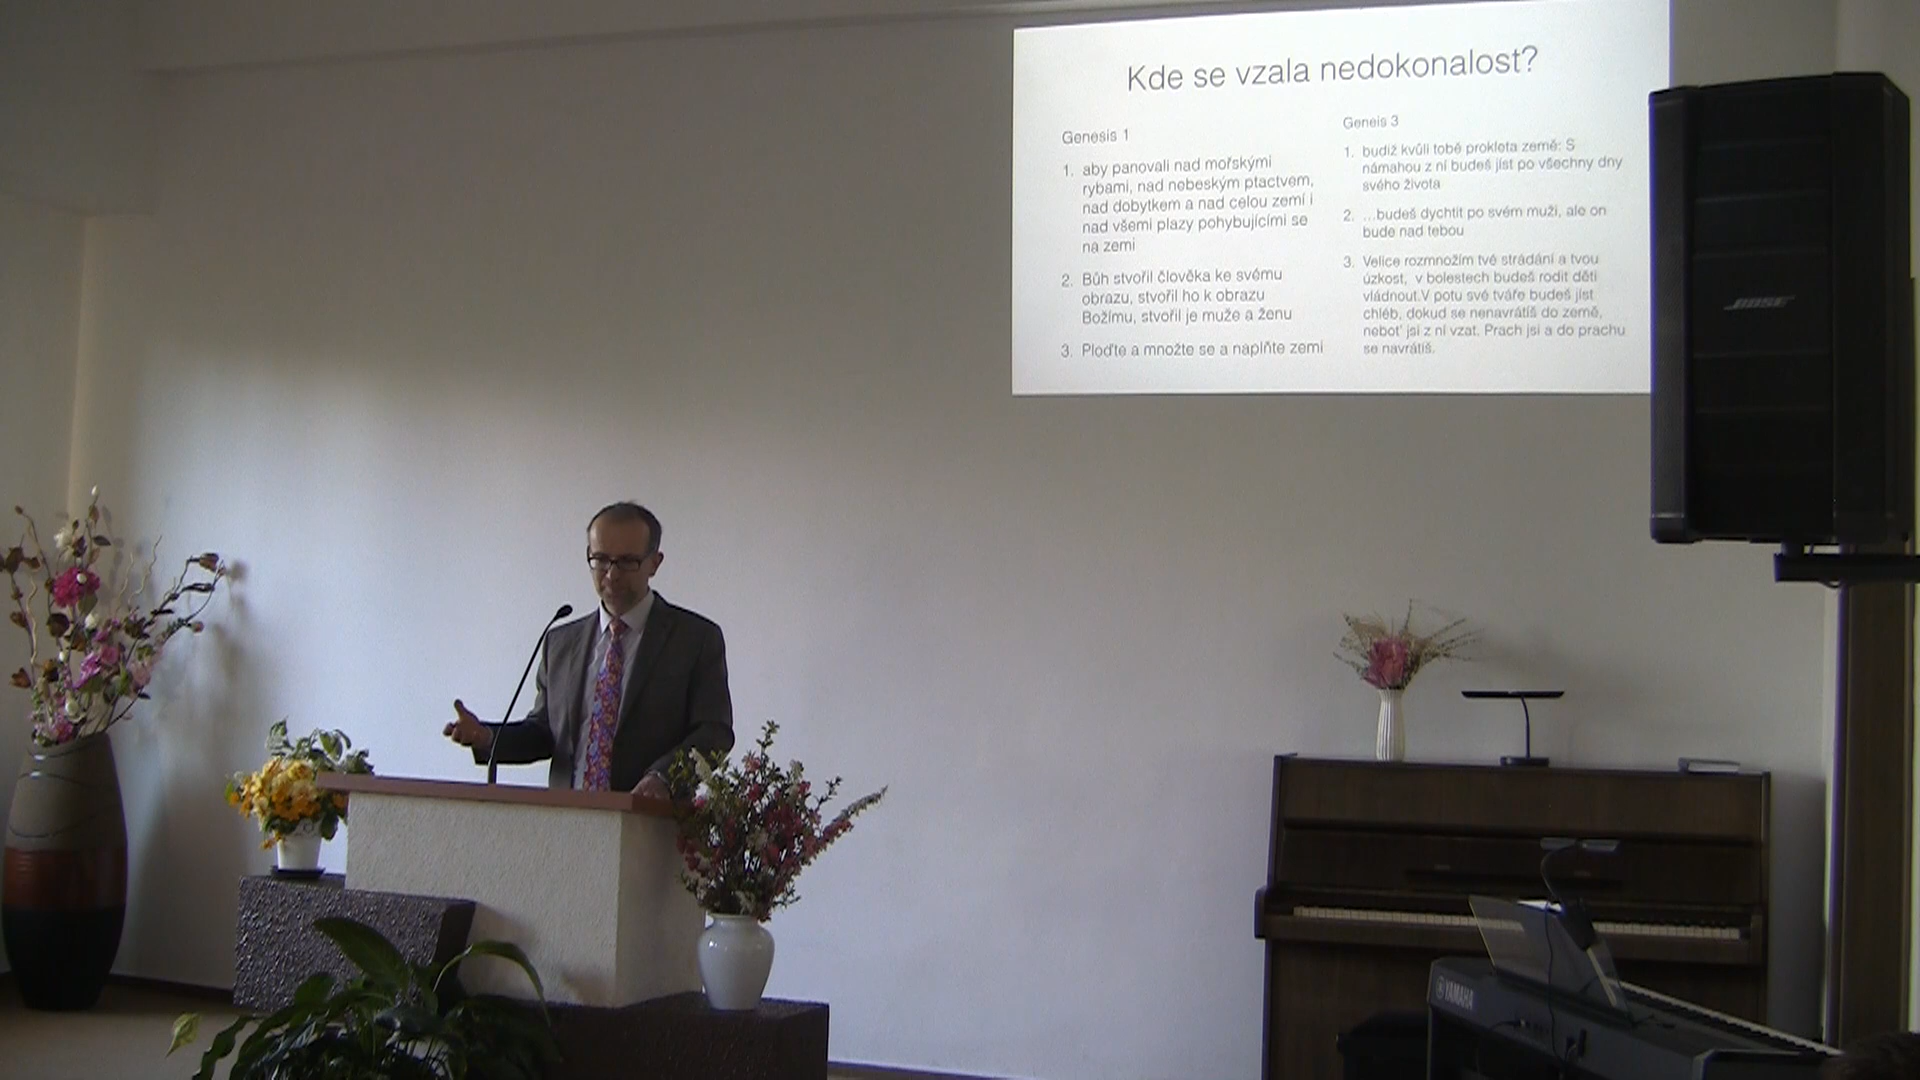 Kde se vzala nedokonalost?
Genesis 1
1. aby panovali nad mořskými
rybami, nad nebeským ptactvem,
nad dobytkem a nad celou zemí i
nad všemi plazy pohybujícími se
na zemi
2. Bůh stvořil člověka ke svému
obrazu, stvořil ho k obrazu
Božímu, stvořil je muže a ženu
3. Ploďte a množte se a naplňte zemi
Geneis 3
1. budiž kvůli tobě prokleta země: S
námahou z ní budeš jíst po všechny dny
svého života
2. …budeš dychtit po svém muži, ale on
bude nad tebou
3. Velice rozmnožím tvé strádání a tvou
úzkost, v bolestech budeš rodit děti
vládnout.V potu své tváře budeš jíst
chléb, dokud se nenavrátíš do země,
neboť jsi z ní vzat. Prach jsi a do prachu
se navrátíš.
BOSE
YAMAHA